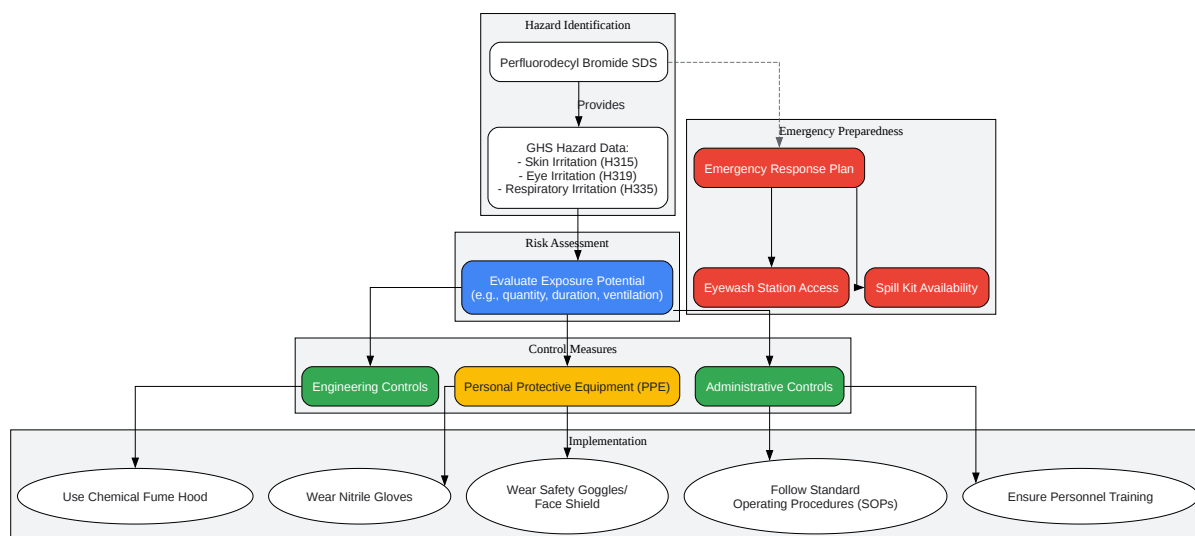 Hazard Identification
Perfluorodecyl Bromide SDS
Provides
GHS Hazard Data:
- Skin Irritation (H315)
- Eye Irritation (H319)
- Respiratory Irritation (H335)
Emergency Preparedness
Emergency Response Plan
Eyewash Station Access
Spill Kit Availability
Risk Assessment
Evaluate Exposure Potential
(e.g., quantity, duration, ventilation)
Control Measures
Engineering Controls
Personal Protective Equipment (PPE)
Administrative Controls
Implementation
Use Chemical Fume Hood
Wear Nitrile Gloves
Wear Safety Goggles/
Face Shield
Follow Standard
Operating Procedures (SOPs)
Ensure Personnel Training